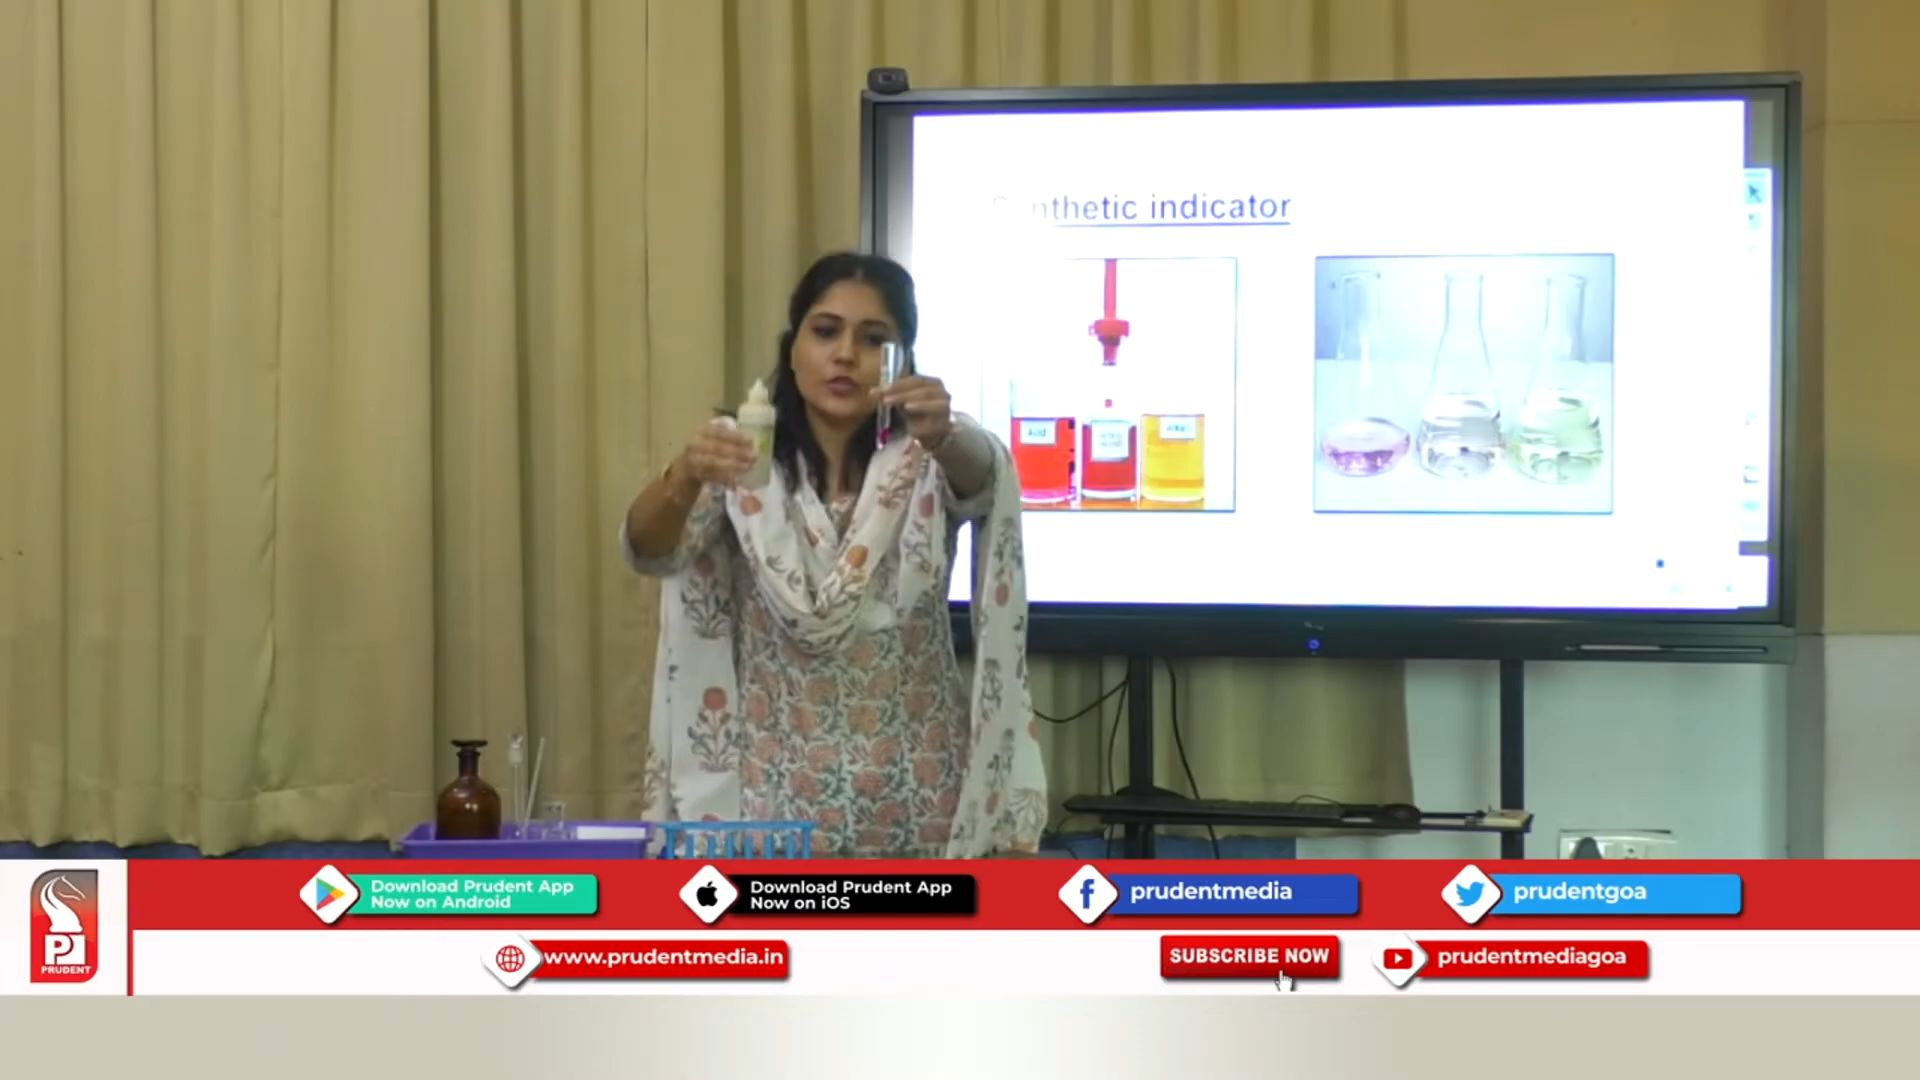 nthetic indicator
Acid
Download Prudent App
Now on Android
Download Prudent App
Now on iOS
prudentmedia
prudentgoa
PRUDENT
www.prudentmedia.in
SUBSCRIBE NOW
prudentmediagoa